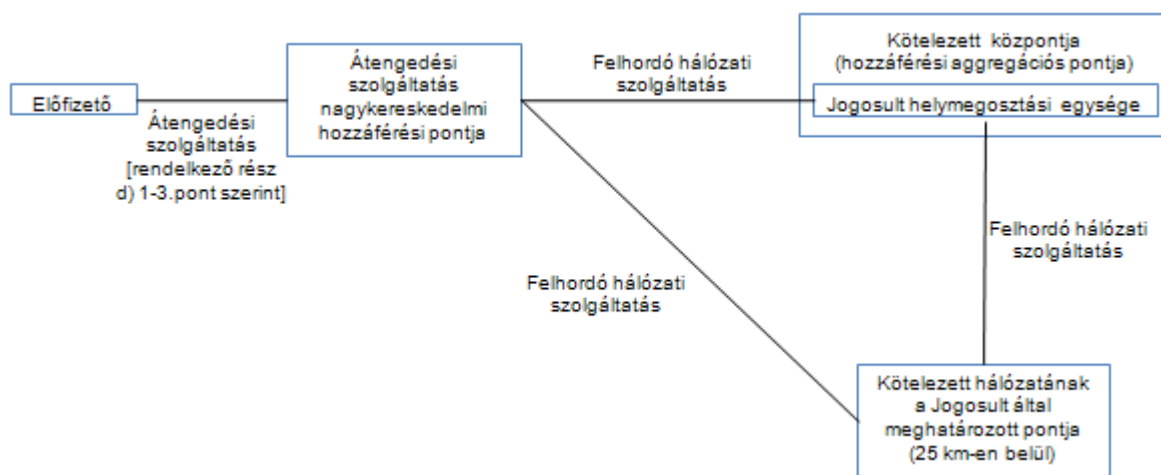 Előfizető
Átengedési
szolgáltatás
[rendelkező rész
d) 1-3.pont szerint]
Átengedési
szolgáltatás
nagykereskedelmi
hozzáférési pontja
Felhordó hálózati
szolgáltatás
Kötelezett központja
(hozzáférési aggregációs pontja)
Jogosult helymegosztási egysége
Felhordó hálózati
szolgáltatás
Felhordó hálózati
szolgáltatás
Kötelezett hálózatának
a Jogosult által
meghatározott pontja
(25 km-en belül)